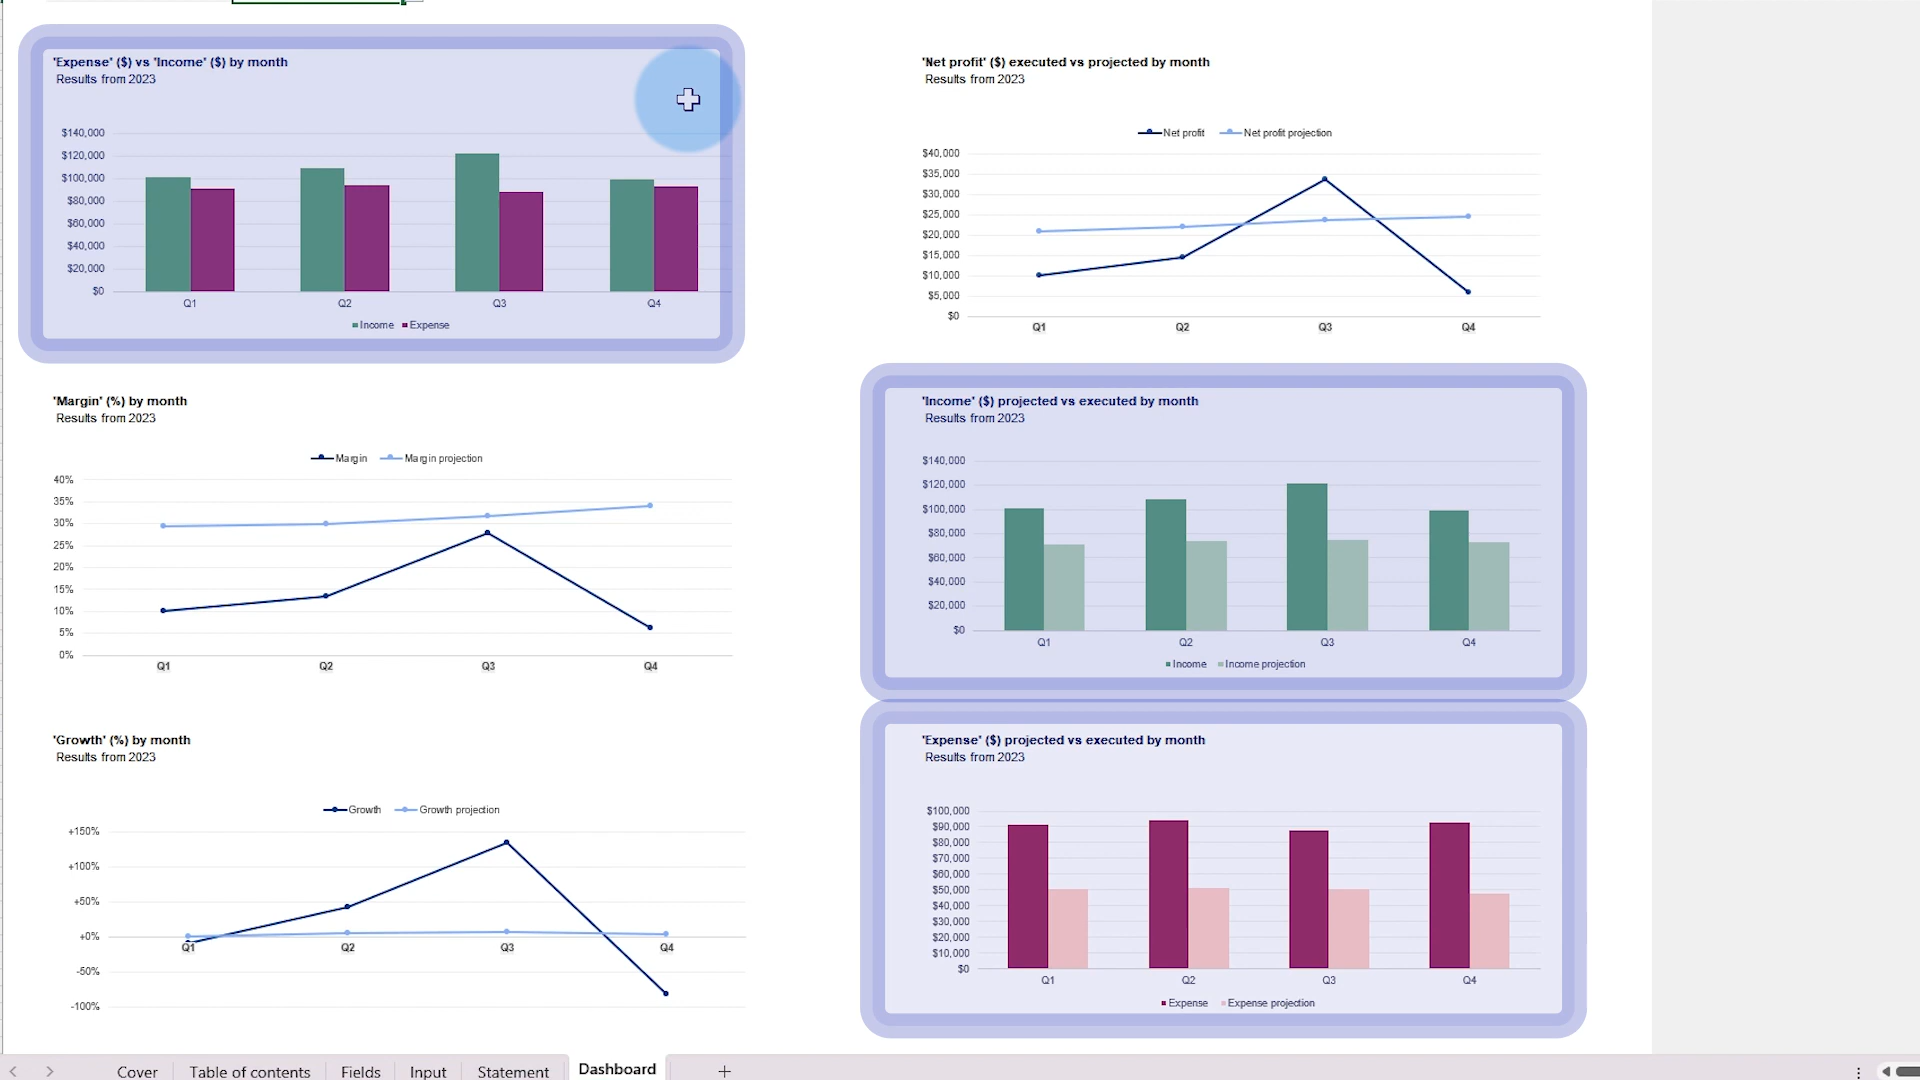 'Expense' ($) vs 'Income' ($) by month
Results from 2023
$140,000
$120,000
$100,000
$80,000
$60,000
$40,000
$20,000
$0
Q1 Q2 Q3 Q4
Income Expense
'Net profit' ($) executed vs projected by month
Results from 2023
Net profit Net profit projection
$40,000
$35,000
$30,000
$25,000
$20,000
$15,000
$10,000
$5,000
$0
Q1 Q2 Q3 Q4
'Margin' (%) by month
Results from 2023
Margin Margin projection
40%
35%
30%
25%
20%
15%
10%
5%
0%
Q1 Q2 Q3 Q4
'Income' ($) projected vs executed by month
Results from 2023
$140,000
$120,000
$100,000
$80,000
$60,000
$40,000
$20,000
$0
Q1 Q2 Q3 Q4
Income Income projection
'Growth' (%) by month
Results from 2023
Growth Growth projection
+150%
+100%
+50%
+0%
Q1 Q2 Q3 Q4
-50%
-100%
'Expense' ($) projected vs executed by month
Results from 2023
$100,000
$90,000
$80,000
$70,000
$60,000
$50,000
$40,000
$30,000
$20,000
$10,000
$0
Q1 Q2 Q3 Q4
Expense Expense projection
Cover Table of contents Fields Input Statement Dashboard +